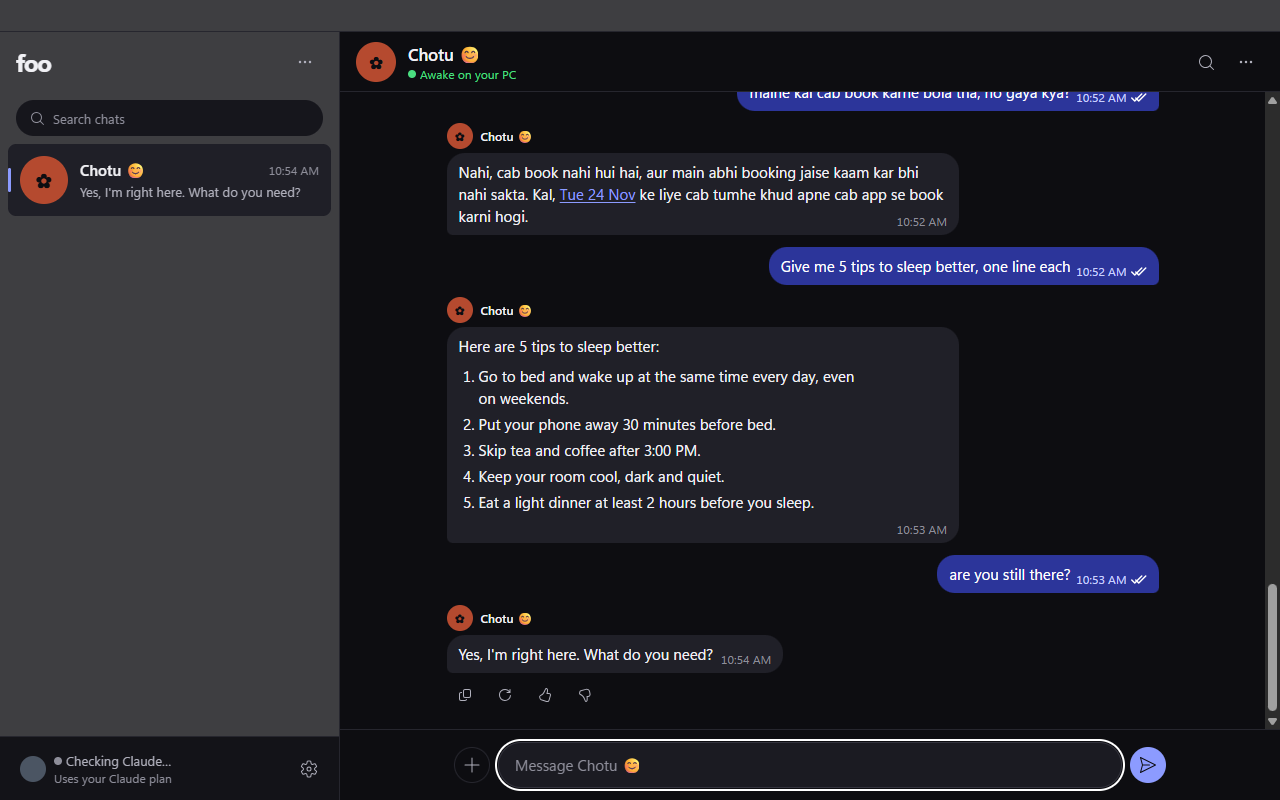 foo
...
Search chats
Chotu 😊
10:54 AM
Yes, I'm right here. What do you need?
Checking Claude...
Uses your Claude plan
Chotu 😊
Awake on your PC
...
maine kal cab book karne bola tha, ho gaya kya? 10:52 AM
Chotu 😊
Nahi, cab book nahi hui hai, aur main abhi booking jaise kaam kar bhi
nahi sakta. Kal, Tue 24 Nov ke liye cab tumhe khud apne cab app se book
karni hogi.
10:52 AM
Give me 5 tips to sleep better, one line each 10:52 AM
Chotu 😊
Here are 5 tips to sleep better:
1. Go to bed and wake up at the same time every day, even
on weekends.
2. Put your phone away 30 minutes before bed.
3. Skip tea and coffee after 3:00 PM.
4. Keep your room cool, dark and quiet.
5. Eat a light dinner at least 2 hours before you sleep.
10:53 AM
are you still there? 10:53 AM
Chotu 😊
Yes, I'm right here. What do you need? 10:54 AM
Message Chotu 😊